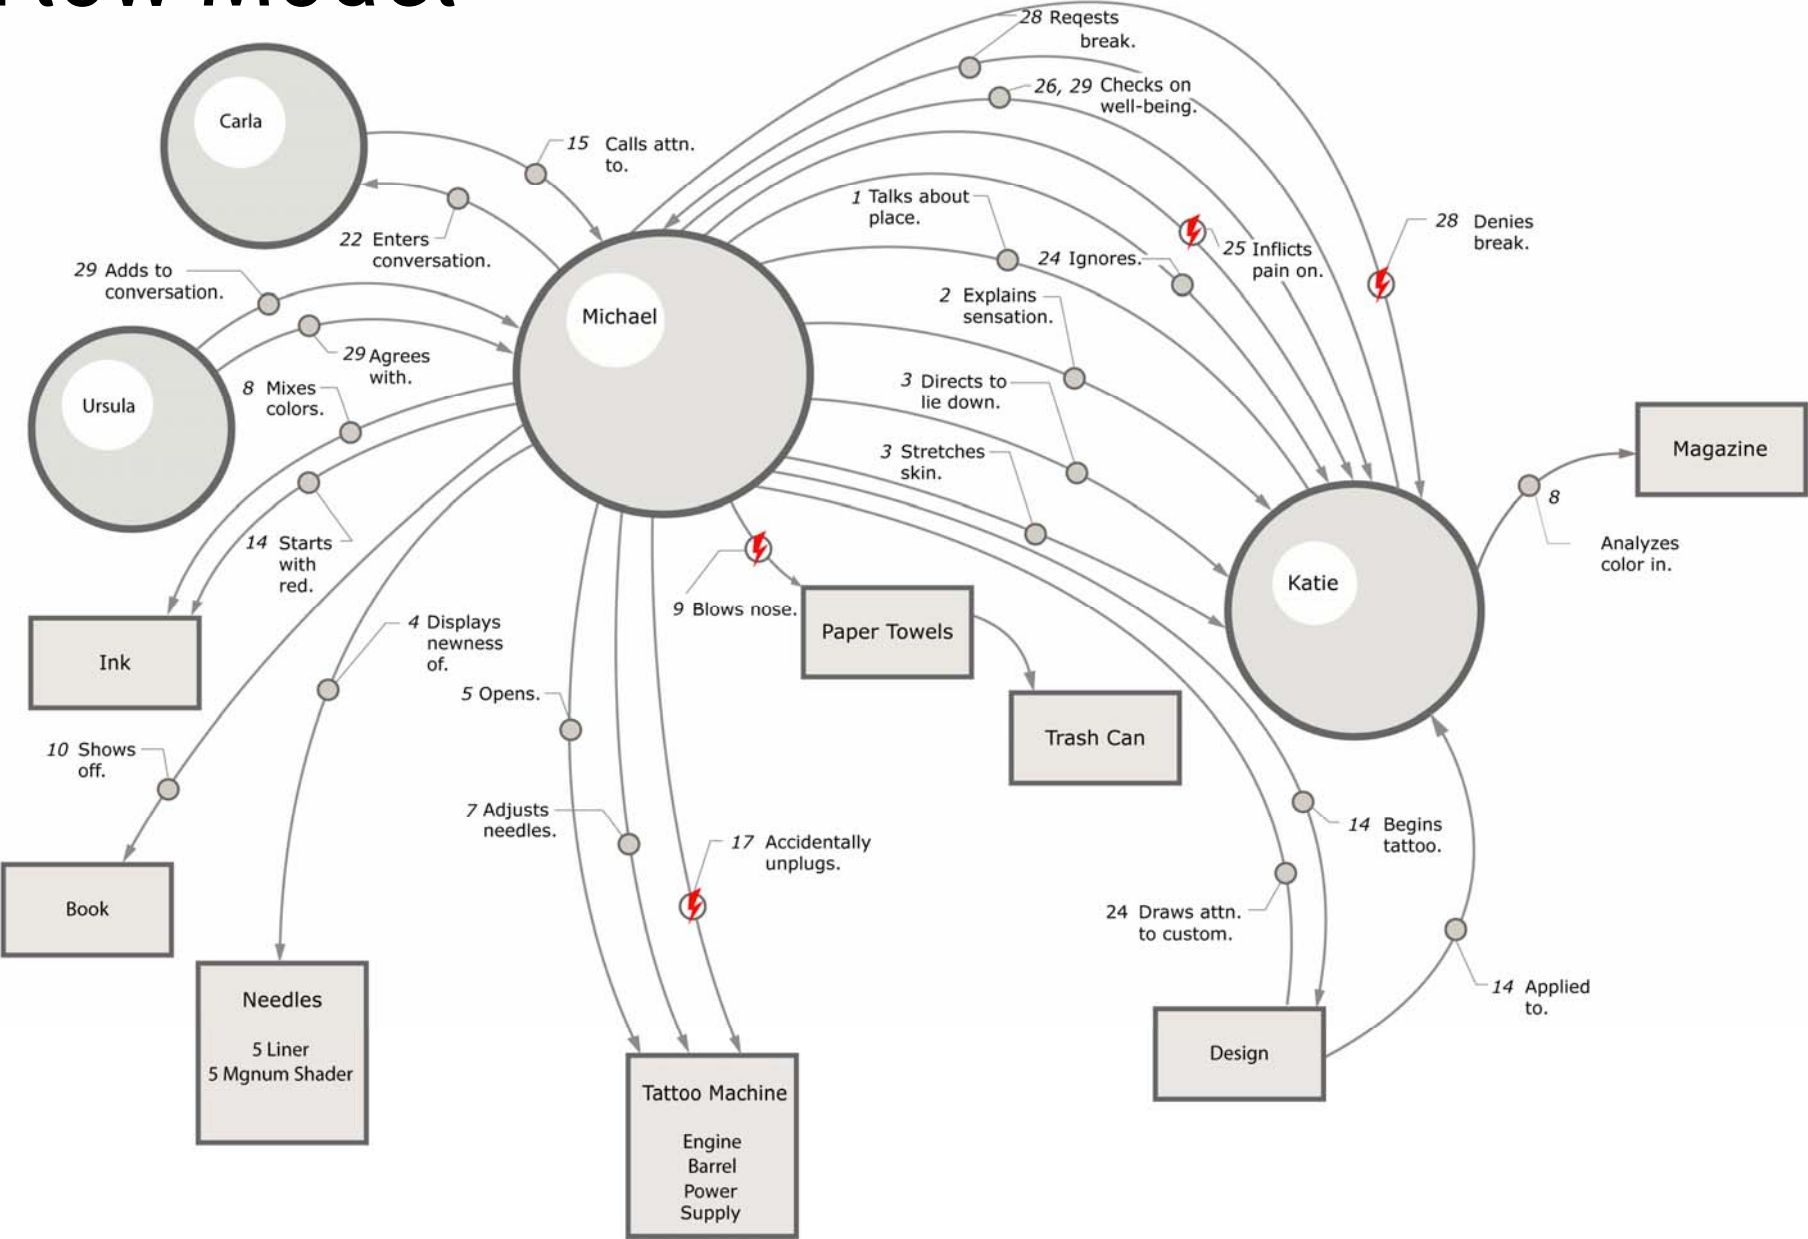 Flow Model
28 Reqests
break.
Carla
26, 29 Checks on
well-being.
15 Calls attn.
to.
1 Talks about
place.
22 Enters
conversation.
28 Denies
break.
25 Inflicts
pain on.
24 Ignores.
29 Adds to
conversation.
2 Explains
sensation.
Michael
29 Agrees
with.
Ursula
8 Mixes
colors.
3 Directs to
lie down.
3 Stretches
skin.
Magazine
8
Analyzes
color in.
14 Starts
with
red.
Katie
9 Blows nose.
Paper Towels
4 Displays
newness
of.
Ink
5 Opens.
Trash Can
10 Shows
off.
7 Adjusts
needles.
17 Accidentally
unplugs.
14 Begins
tattoo.
Book
24 Draws attn.
to custom.
14 Applied
to.
Needles
5 Liner
5 Mgnum Shader
Design
Tattoo Machine
Engine
Barrel
Power
Supply